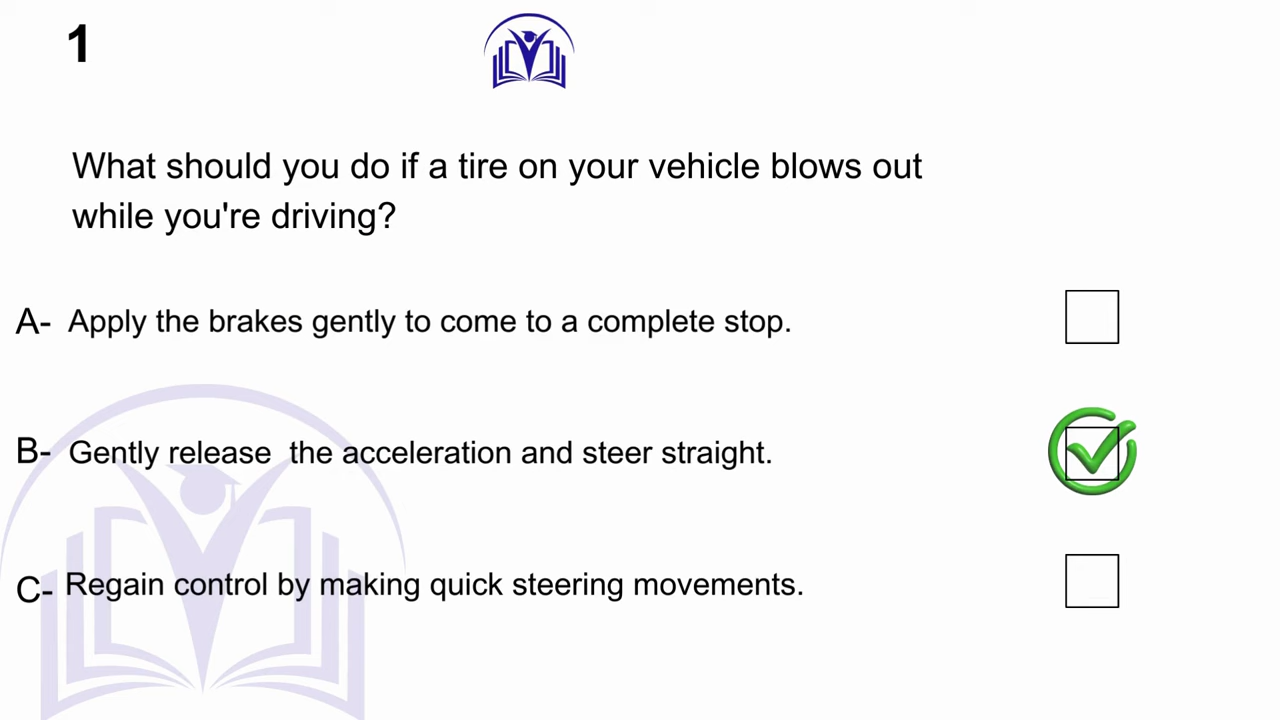 1
What should you do if a tire on your vehicle blows out
while you're driving?
A- Apply the brakes gently to come to a complete stop.
B- Gently release  the acceleration and steer straight.
C- Regain control by making quick steering movements.